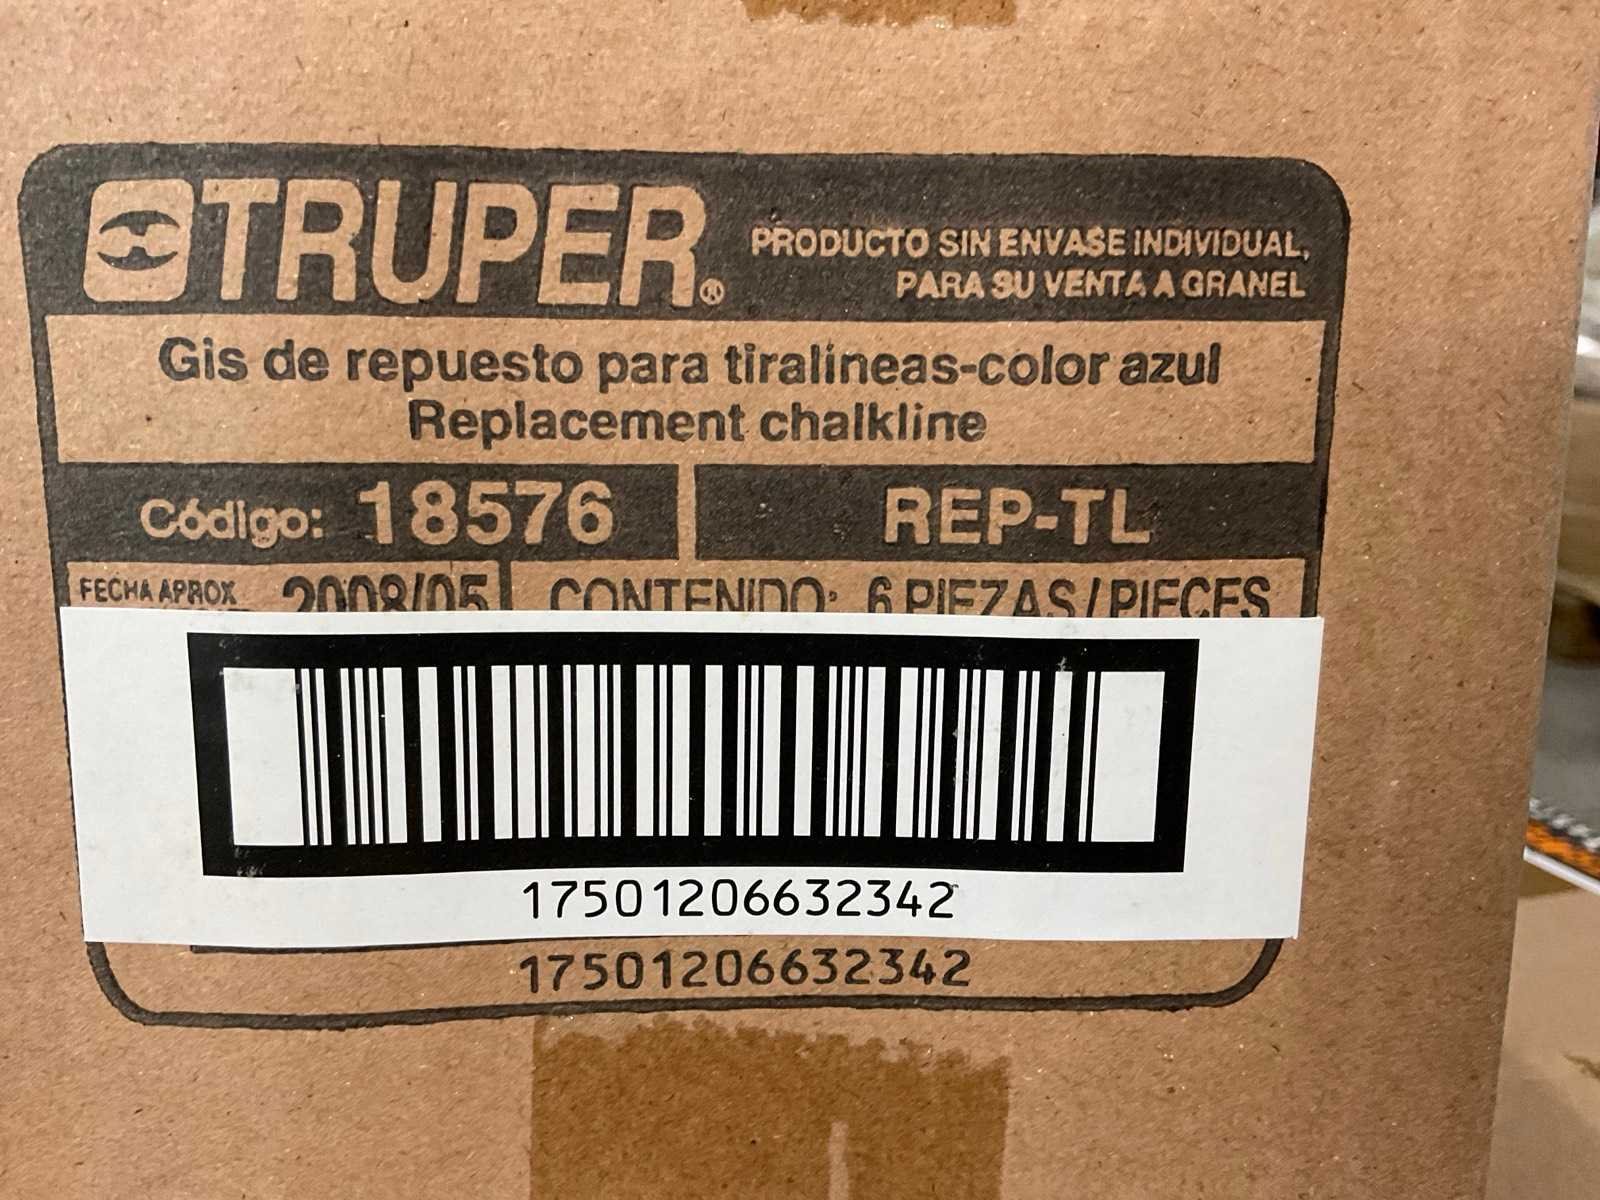 TRUPER®
PRODUCTO SIN ENVASE INDIVIDUAL,
PARA SU VENTA A GRANEL
Gis de repuesto para tiralineas-color azul
Replacement chalkline
Código: 18576
REP-TL
FECHA APROX 2008/05
CONTENIDO: 6 PIEZAS/PIECES
17501206632342
17501206632342